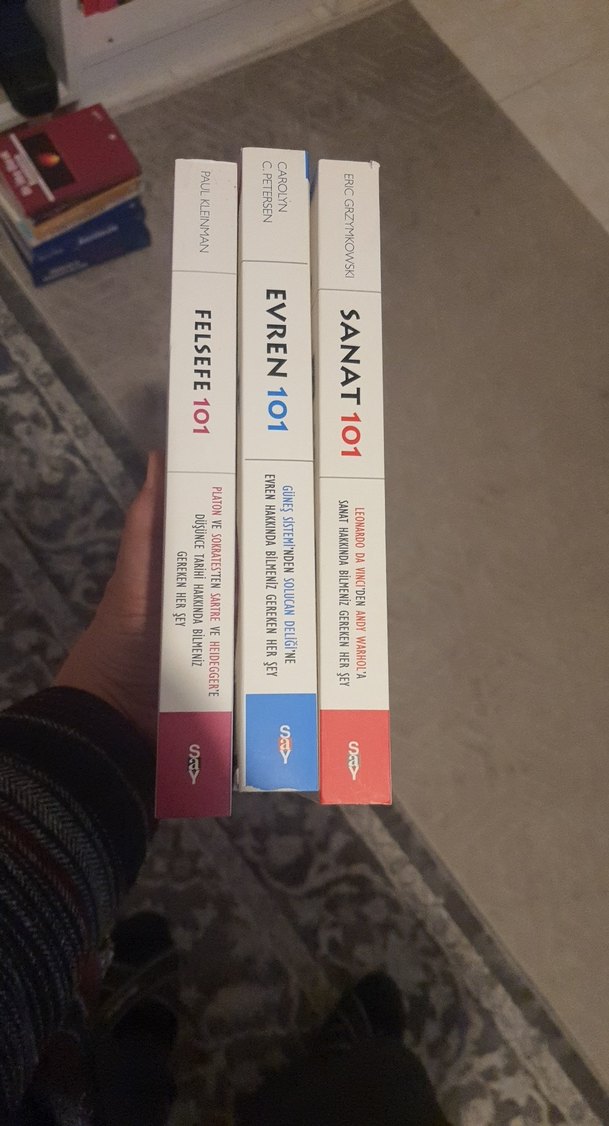 PAUL KLEINMAN
FELSEFE 101
PLATON VE SOKRATES'TEN SARTRE VE HEIDEGGER'E
DÜŞÜNCE TARİHİ HAKKINDA BİLMENİZ
GEREKEN HER ŞEY
SAY
CAROLYN
C. PETERSEN
EVREN 101
GÜNEŞ SİSTEMİ'NDEN SOLUCAN DELİĞİ'NE
EVREN HAKKINDA BİLMENİZ GEREKEN HER ŞEY
SAY
ERIC GRZYMKOWSKI
SANAT 101
LEONARDO DA VINCI'DEN ANDY WARHOL'A
SANAT HAKKINDA BİLMENİZ GEREKEN HER ŞEY
SAY